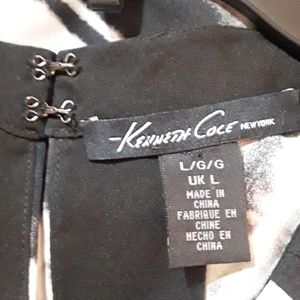 KENNETH COLE NEW YORK
L/G/G
UK L
MADE IN
CHINA
FABRIQUE EN
CHINE
HECHO EN
CHINA